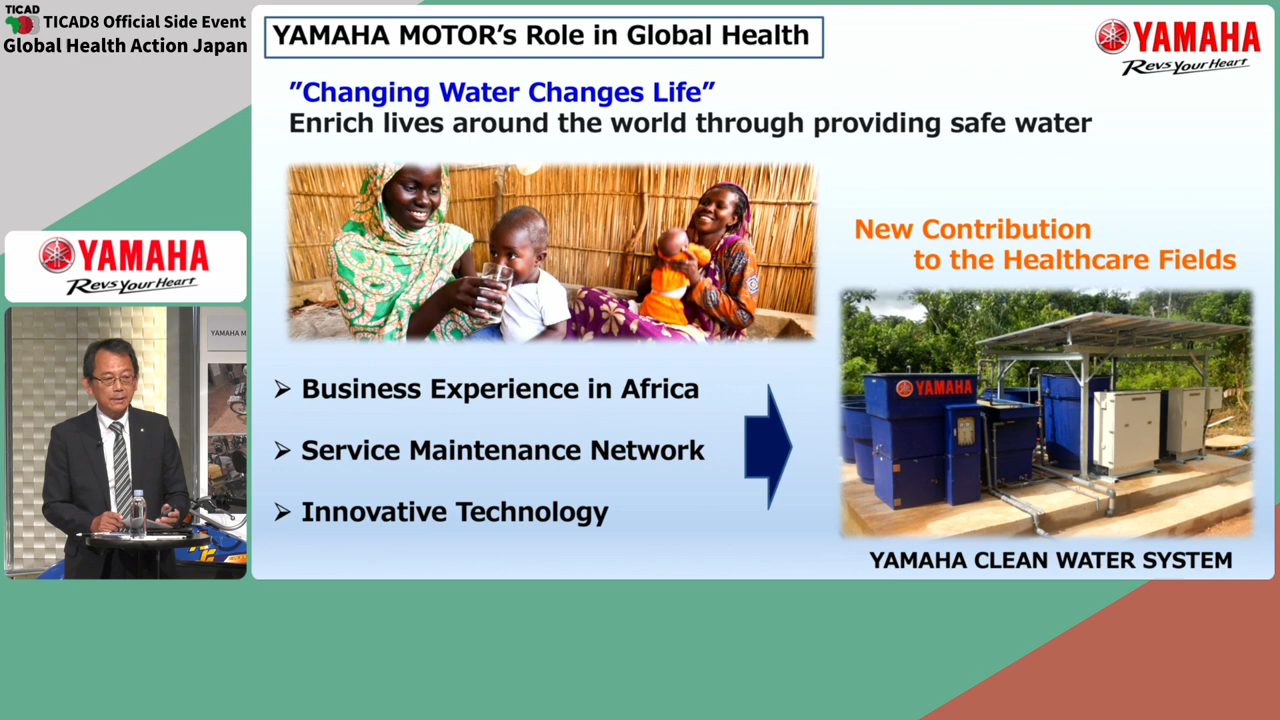 TICAD
TICAD8 Official Side Event
Global Health Action Japan
YAMAHA MOTOR's Role in Global Health
YAMAHA
Revs Your Heart
"Changing Water Changes Life"
Enrich lives around the world through providing safe water
New Contribution
to the Healthcare Fields
YAMAHA
Revs Your Heart
YAMAHA M
➢ Business Experience in Africa
➢ Service Maintenance Network
➢ Innovative Technology
YAMAHA
YAMAHA CLEAN WATER SYSTEM